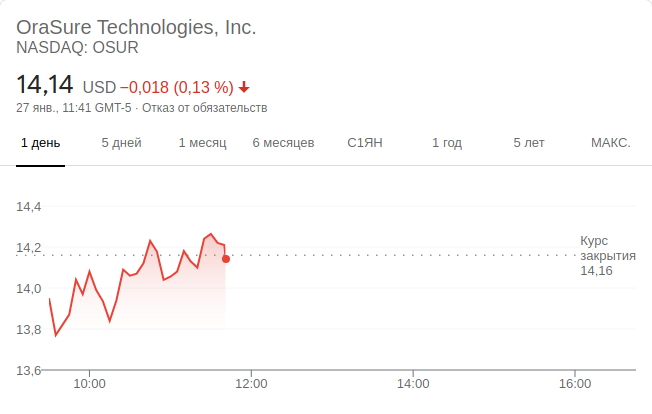 OraSure Technologies, Inc.
NASDAQ: OSUR
14,14 USD −0,018 (0,13 %)
27 янв., 11:41 GMT-5 · Отказ от обязательств
1 день 5 дней 1 месяц 6 месяцев С1ЯН 1 год 5 лет МАКС.
14,4
14,2
14,0
13,8
13,6
Курс
закрытия
14,16
10:00 12:00 14:00 16:00